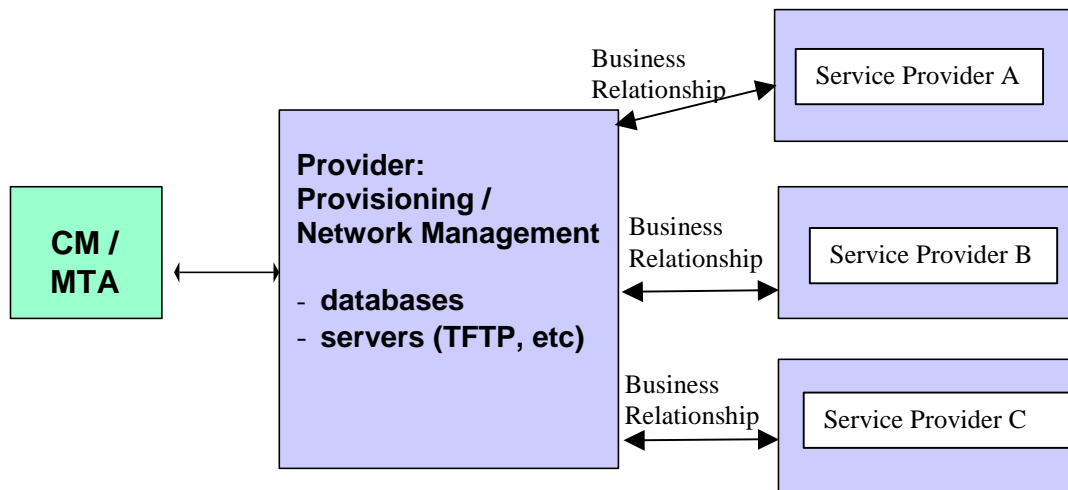 CM /
MTA
Provider:
Provisioning /
Network Management
- databases
- servers (TFTP, etc)
Business
Relationship
Service Provider A
Business
Relationship
Service Provider B
Business
Relationship
Service Provider C